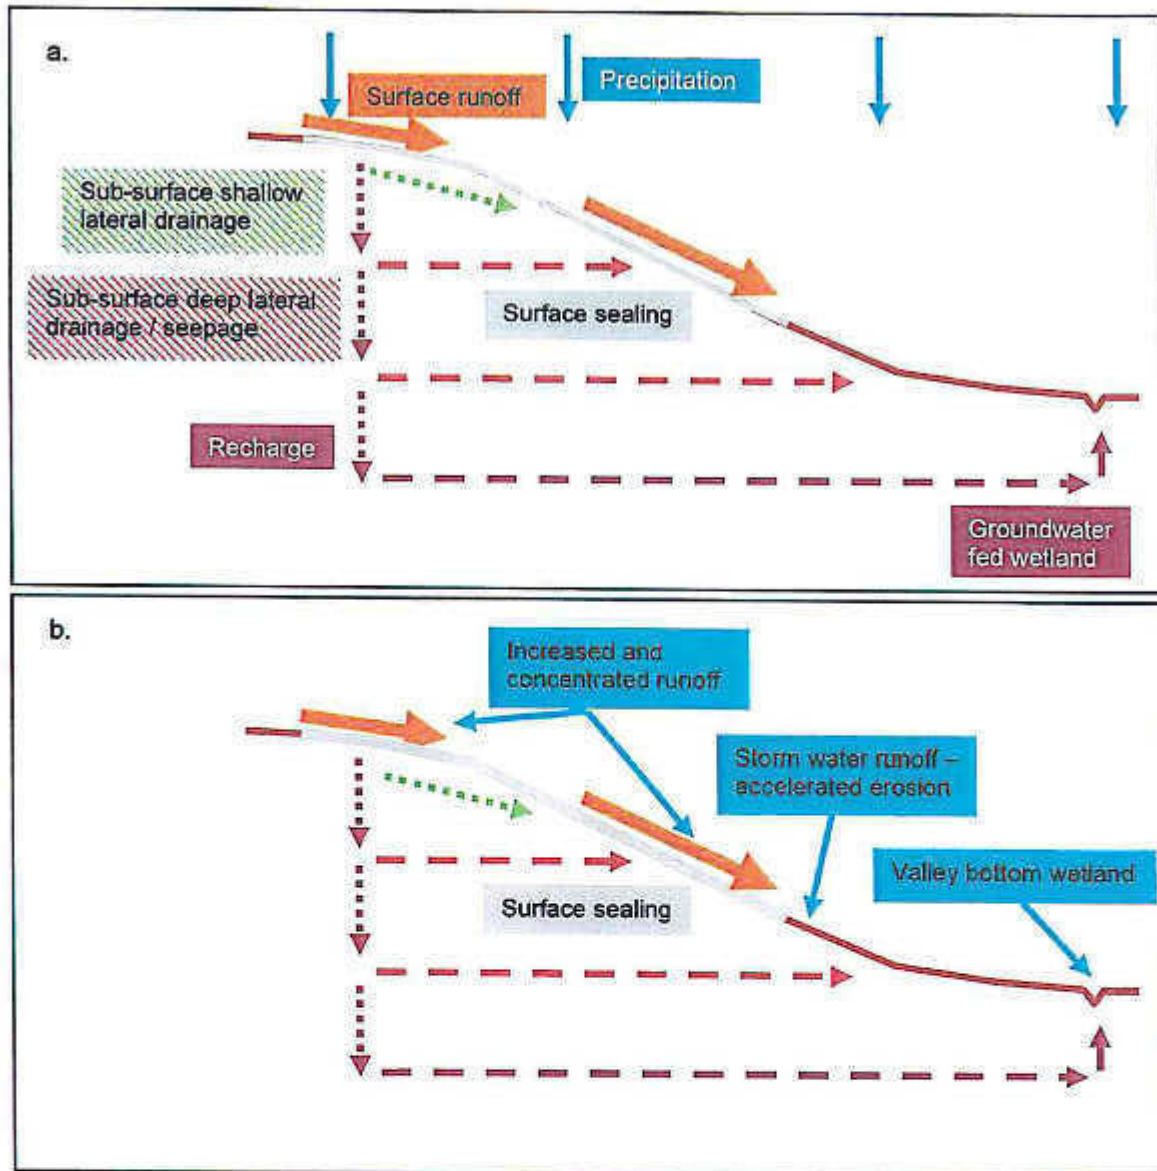 a.
Precipitation
Surface runoff
Sub-surface shallow
lateral drainage
Sub-surface deep lateral
drainage / seepage
Surface sealing
Recharge
Groundwater
fed wetland
b.
Increased and
concentrated runoff
Storm water runoff –
accelerated erosion
Valley bottom wetland
Surface sealing